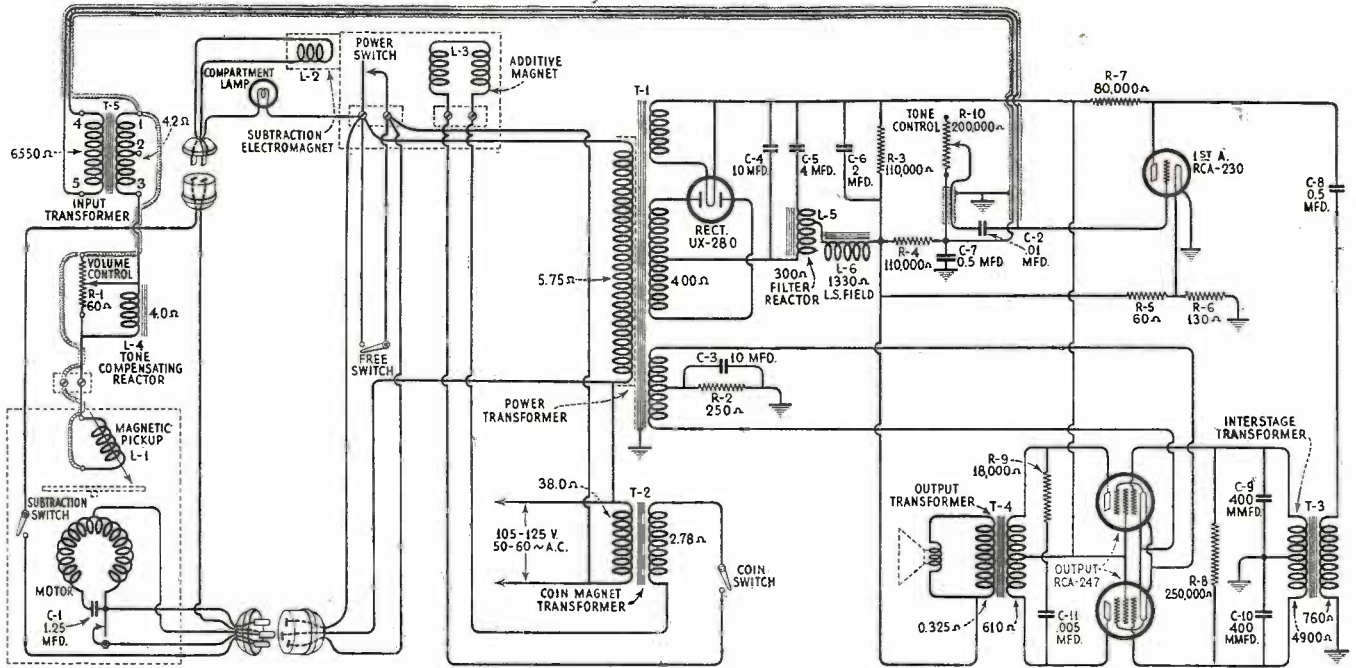 T-5
4
1
2
3
5
4.2Ω
6550Ω
INPUT
TRANSFORMER
COMPARTMENT
LAMP
L-2
POWER
SWITCH
L-3
ADDITIVE
MAGNET
SUBTRACTION
ELECTROMAGNET
VOLUME
CONTROL
R-1
60Ω
4.0Ω
L-4
TONE
COMPENSATING
REACTOR
MAGNETIC
PICKUP
L-1
SUBTRACTION
SWITCH
MOTOR
C-1
1.25
MFD.
FREE
SWITCH
T-1
5.75Ω
POWER
TRANSFORMER
RECT.
UX-280
400Ω
C-4
10 MFD.
C-5
4 MFD.
C-6
2
MFD.
R-3
110,000Ω
L-5
300Ω
FILTER
REACTOR
L-6
1330Ω
L.S. FIELD
R-4
110,000Ω
TONE
CONTROL
R-10
200,000Ω
C-7
0.5 MFD.
C-2
.01
MFD.
R-7
80,000Ω
1ST A.
RCA-230
C-8
0.5
MFD.
R-5
60Ω
R-6
130Ω
C-3
10 MFD.
R-2
250Ω
38.0Ω
T-2
2.78Ω
105-125 V.
50-60~A.C.
COIN MAGNET
TRANSFORMER
COIN
SWITCH
OUTPUT
TRANSFORMER
T-4
0.325Ω
610Ω
R-9
18,000Ω
C-11
.005
MFD.
OUTPUT
RCA-247
R-8
250,000Ω
C-9
400
MMFD.
C-10
400
MMFD.
INTERSTAGE
TRANSFORMER
T-3
760Ω
4900Ω